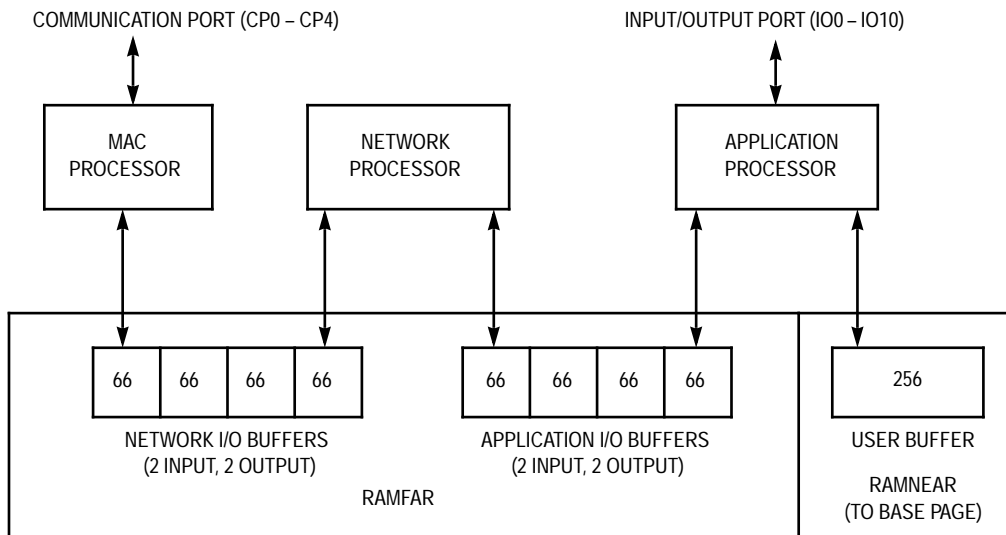 COMMUNICATION PORT (CP0 – CP4)
INPUT/OUTPUT PORT (IO0 – IO10)
MAC
PROCESSOR
NETWORK
PROCESSOR
APPLICATION
PROCESSOR
66 66 66 66
66 66 66 66
256
NETWORK I/O BUFFERS
(2 INPUT, 2 OUTPUT)
APPLICATION I/O BUFFERS
(2 INPUT, 2 OUTPUT)
USER BUFFER
RAMFAR
RAMNEAR
(TO BASE PAGE)